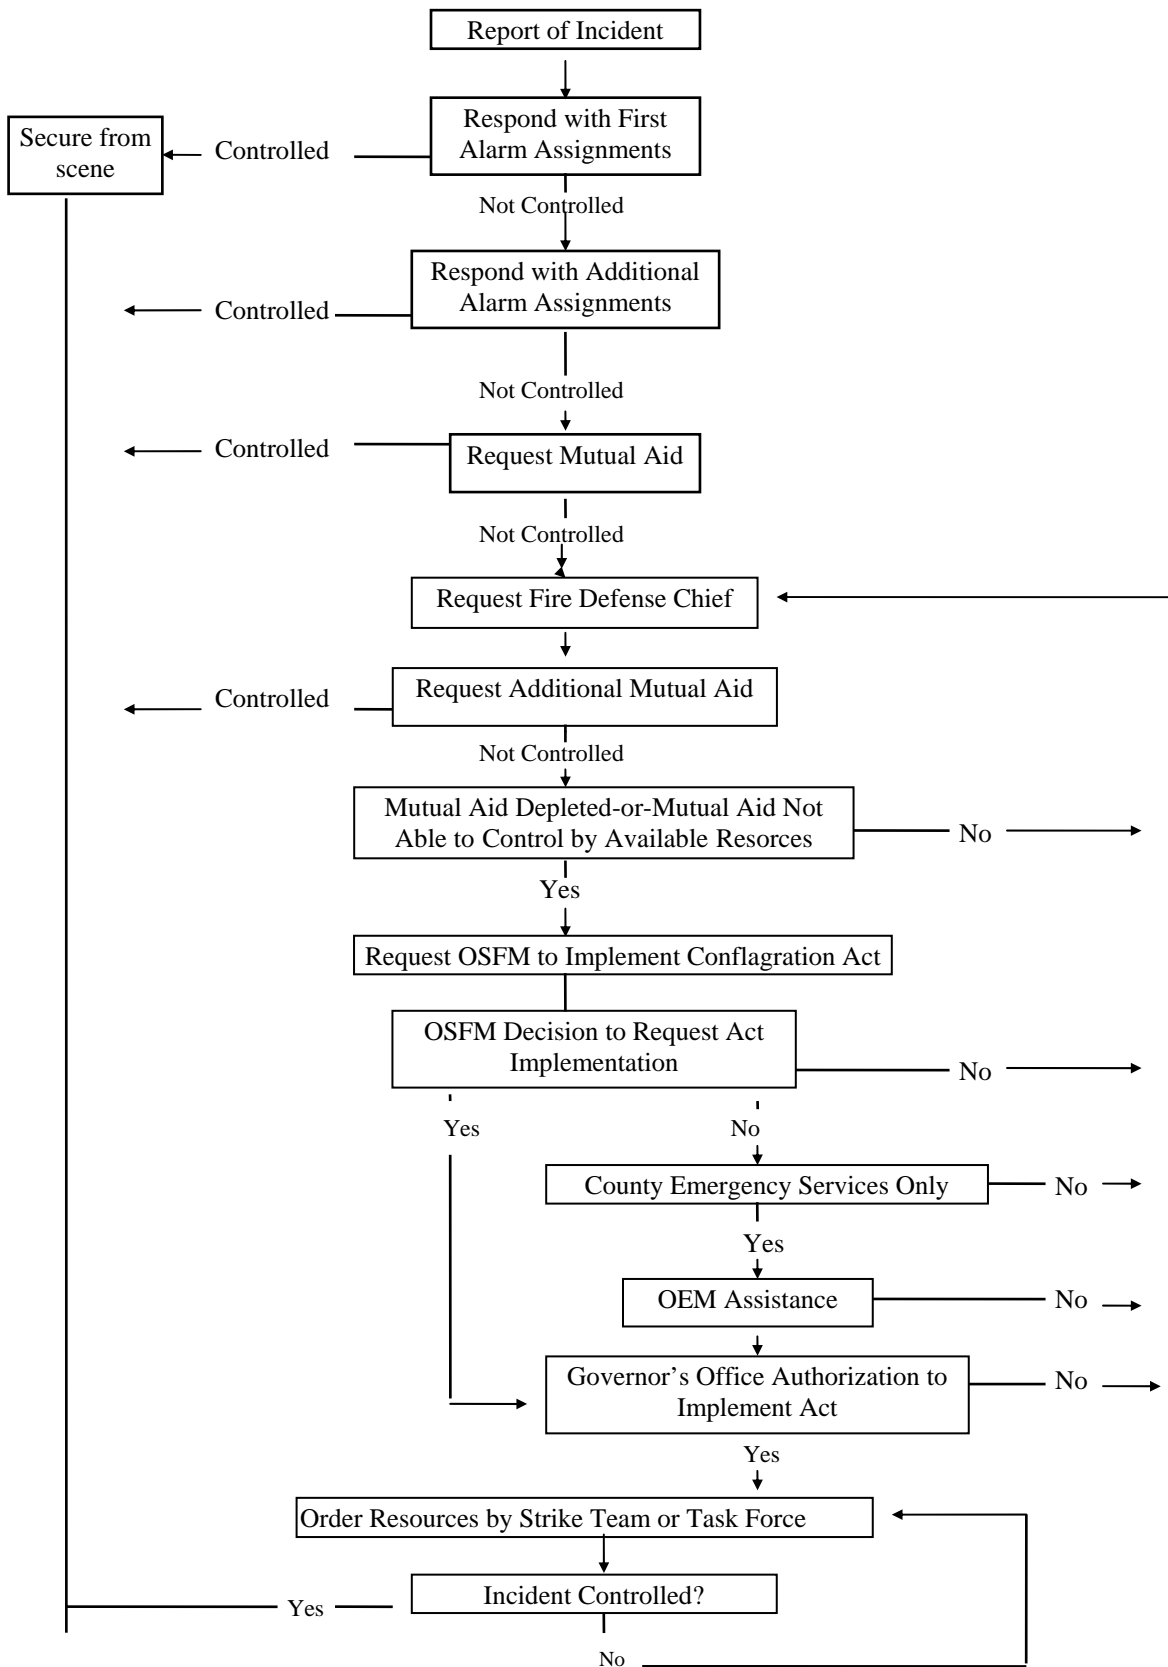 Report of Incident
Respond with First
Alarm Assignments
Secure from
scene
Controlled
Not Controlled
Respond with Additional
Alarm Assignments
Controlled
Not Controlled
Controlled
Request Mutual Aid
Not Controlled
Request Fire Defense Chief
Request Additional Mutual Aid
Controlled
Not Controlled
Mutual Aid Depleted-or-Mutual Aid Not
Able to Control by Available Resorces
No
Yes
Request OSFM to Implement Conflagration Act
OSFM Decision to Request Act
Implementation
No
Yes
No
County Emergency Services Only
No
Yes
OEM Assistance
No
Governor’s Office Authorization to
Implement Act
No
Yes
Order Resources by Strike Team or Task Force
Incident Controlled?
Yes
No